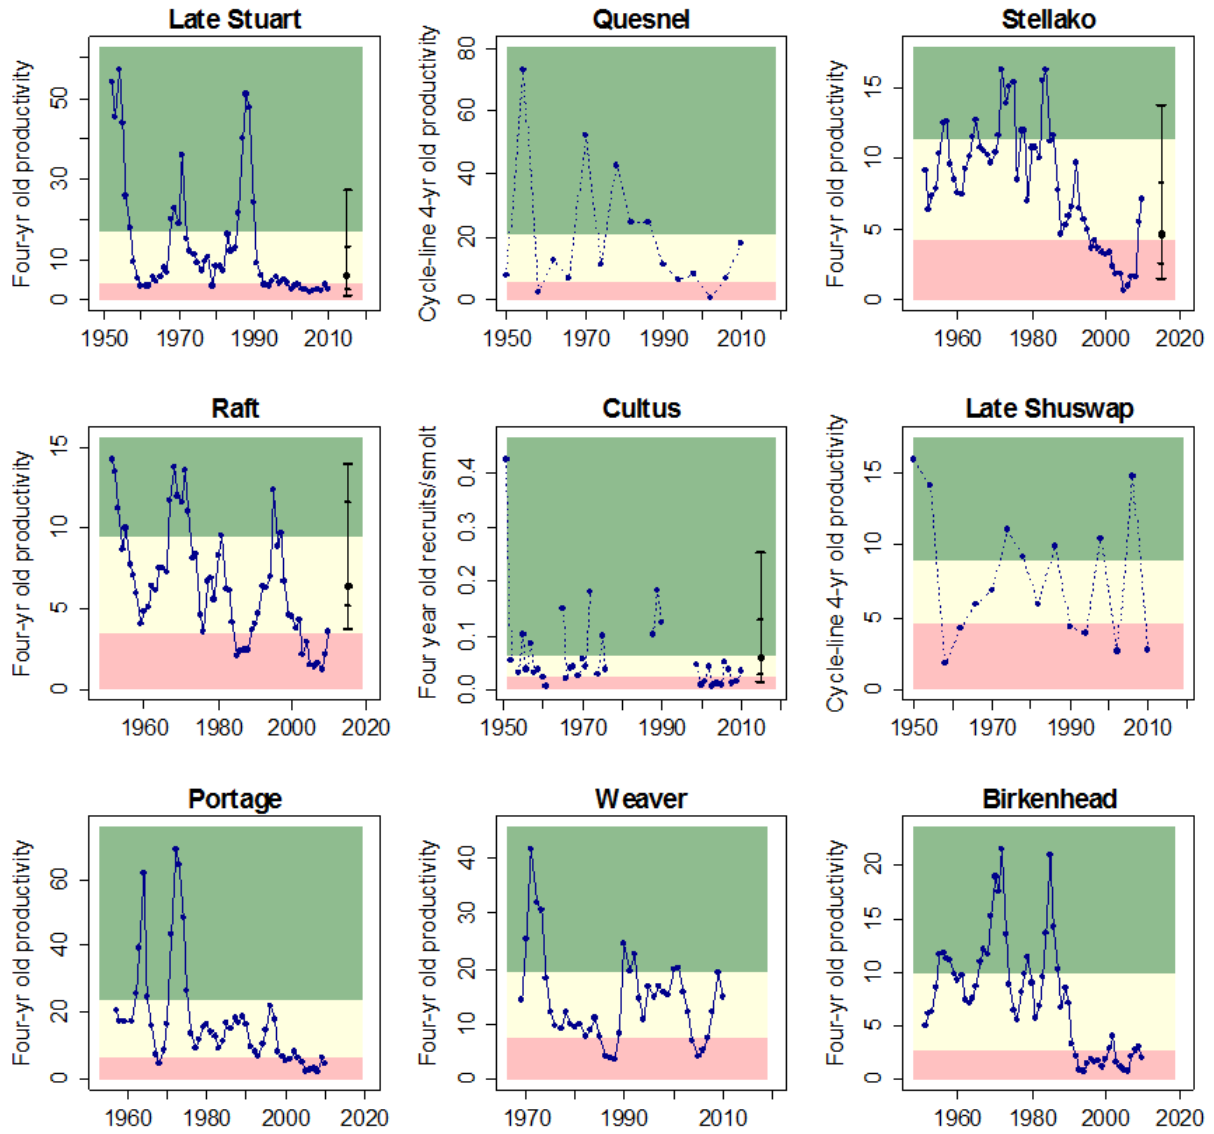 Late Stuart
Four-yr old productivity
0 10 30 50
1950 1970 1990 2010
Quesnel
Cycle-line 4-yr old productivity
0 20 40 60 80
1950 1970 1990 2010
Stellako
Four-yr old productivity
0 5 10 15
1960 1980 2000 2020
Raft
Four-yr old productivity
0 5 10 15
1960 1980 2000 2020
Cultus
Four year old recruits/smolt
0.0 0.1 0.2 0.3 0.4
1950 1970 1990 2010
Late Shuswap
Cycle-line 4-yr old productivity
0 5 10 15
1950 1970 1990 2010
Portage
Four-yr old productivity
0 20 40 60
1960 1980 2000 2020
Weaver
Four-yr old productivity
0 10 20 30 40
1970 1990 2010
Birkenhead
Four-yr old productivity
0 5 10 15 20
1960 1980 2000 2020